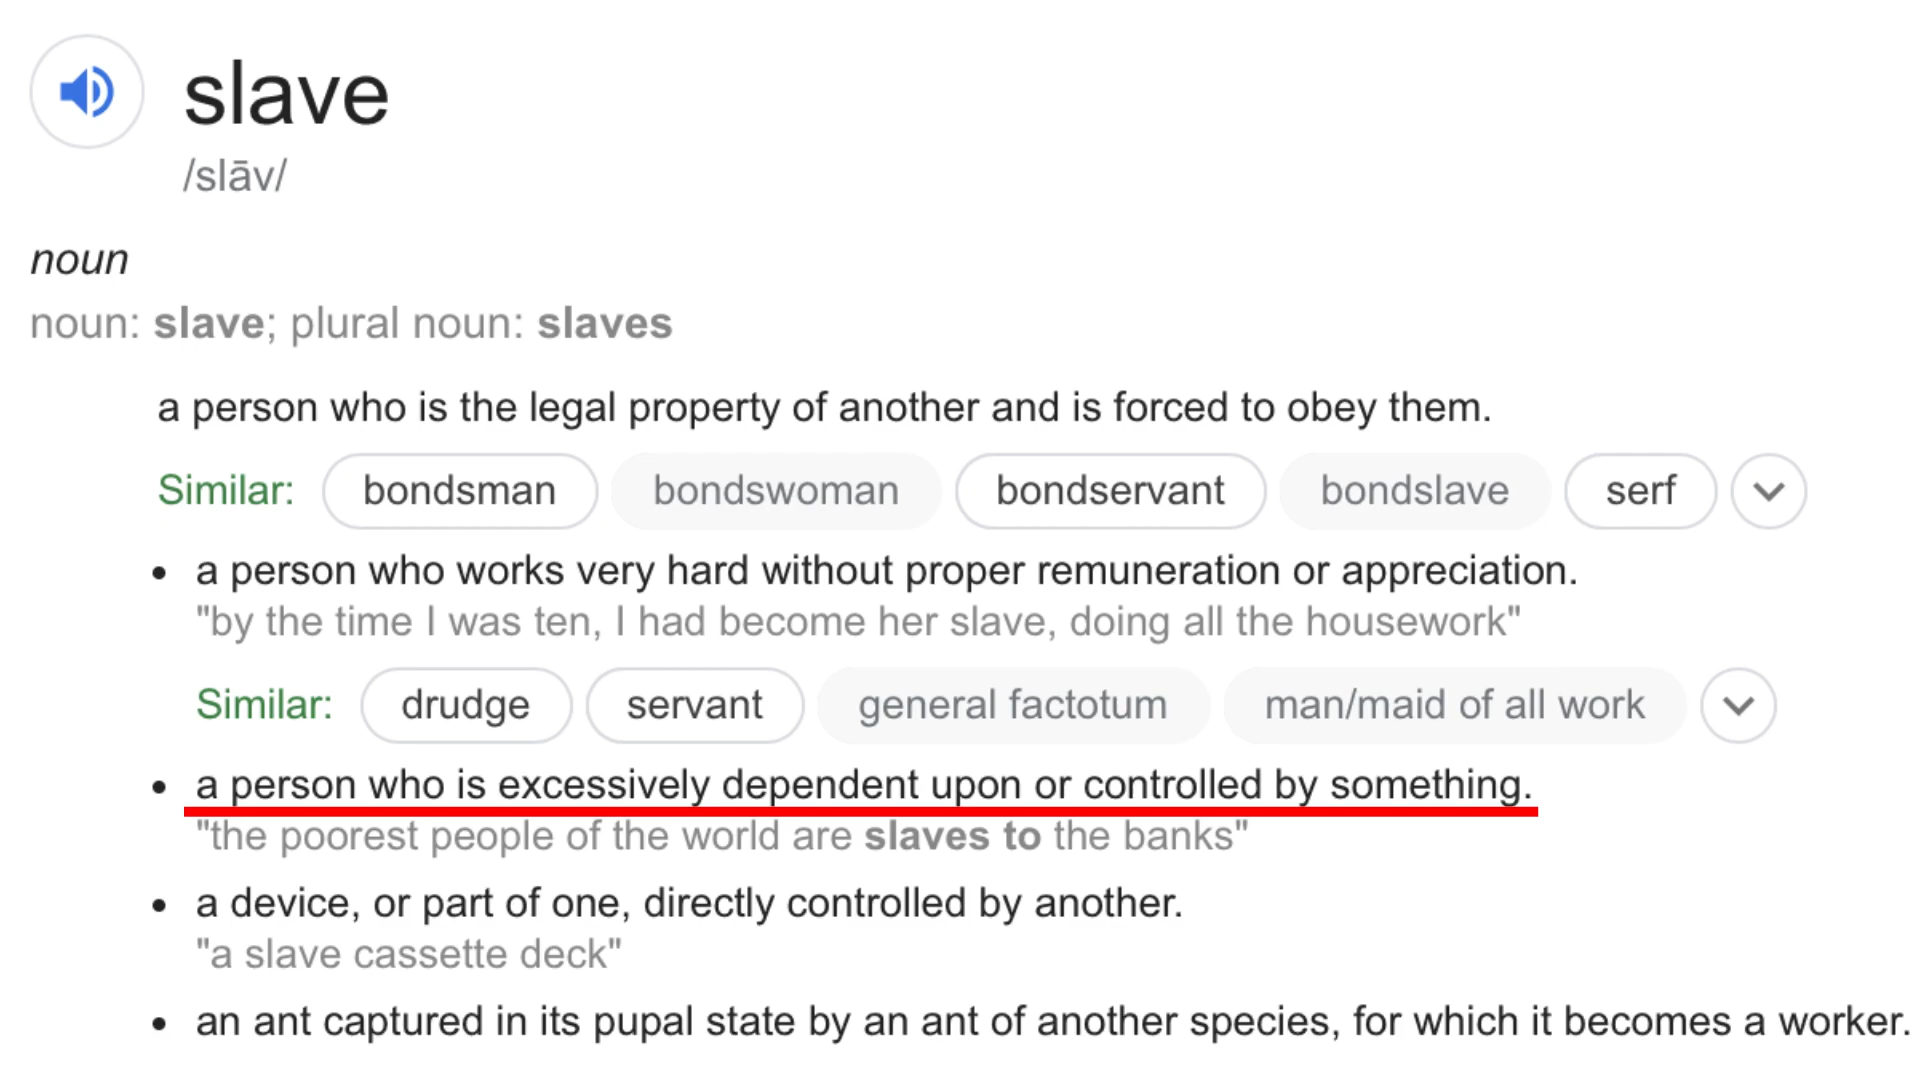 slave
/slāv/
noun
noun: slave; plural noun: slaves
a person who is the legal property of another and is forced to obey them.
Similar: bondsman bondswoman bondservant bondslave serf
• a person who works very hard without proper remuneration or appreciation.
"by the time I was ten, I had become her slave, doing all the housework"
Similar: drudge servant general factotum man/maid of all work
• a person who is excessively dependent upon or controlled by something.
"the poorest people of the world are slaves to the banks"
• a device, or part of one, directly controlled by another.
"a slave cassette deck"
• an ant captured in its pupal state by an ant of another species, for which it becomes a worker.